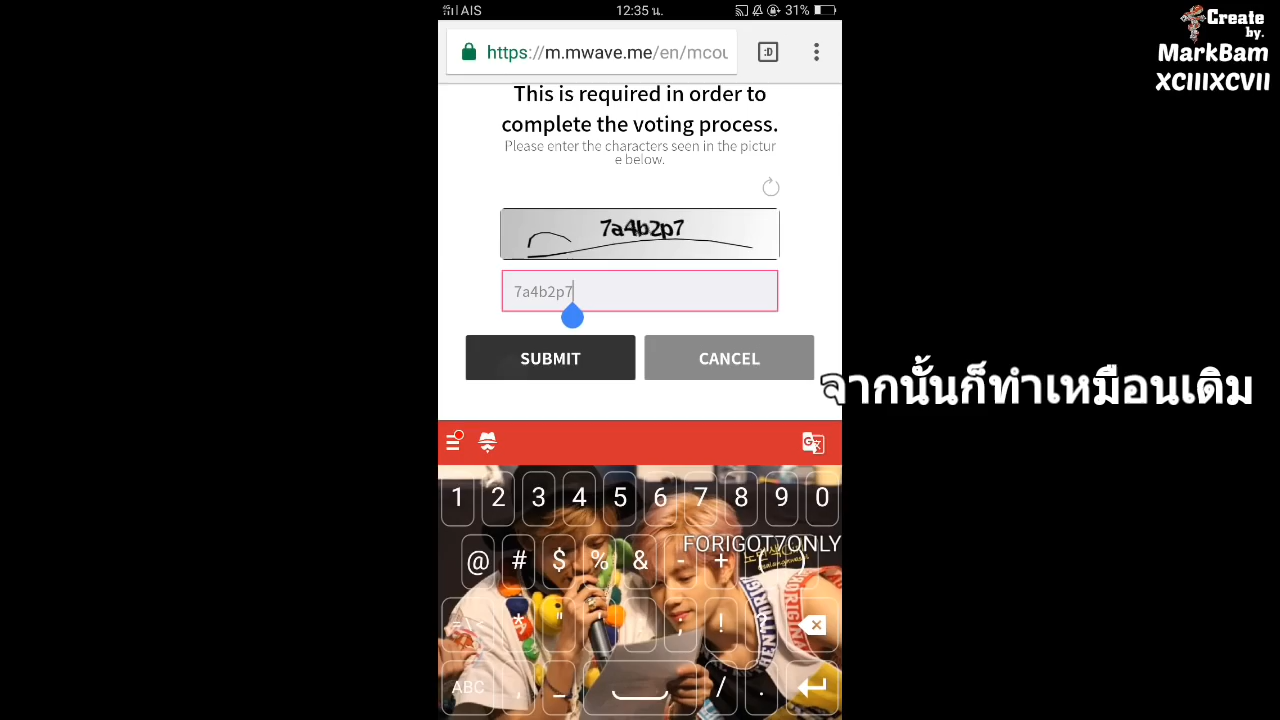 AIS 12:35 น. 31%
https://m.mwave.me/en/mcou
:D
This is required in order to
complete the voting process.
Please enter the characters seen in the pictur
e below.
7a4b2p7
7a4b2p7
SUBMIT CANCEL
Create
by.
MarkBam
XCIIIXCVII
จากนั้นก็ทำเหมือนเดิม
1 2 3 4 5 6 7 8 9 0
FORIGOT7ONLY
@ # $ % & - + ( )
* " ; !
ABC , _ / .